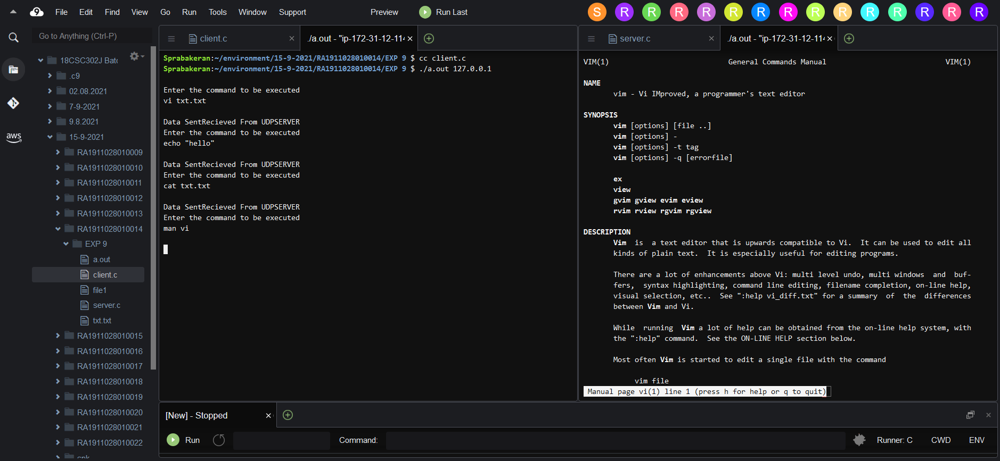 9 File Edit Find View Go Run Tools Window Support Preview Run Last S R R R R R R R R R R R R R R
Go to Anything (Ctrl-P)
aws
18CSC302J Batc
.c9
02.08.2021
7-9-2021
9.8.2021
15-9-2021
RA1911028010009
RA1911028010010
RA1911028010011
RA1911028010012
RA1911028010013
RA1911028010014
EXP 9
a.out
client.c
file1
server.c
txt.txt
RA1911028010015
RA1911028010016
RA1911028010017
RA1911028010018
RA1911028010019
RA1911028010020
RA1911028010021
RA1911028010022
client.c
./a.out - "ip-172-31-12-114
Sprabakeran:~/environment/15-9-2021/RA1911028010014/EXP 9 $ cc client.c
Sprabakeran:~/environment/15-9-2021/RA1911028010014/EXP 9 $ ./a.out 127.0.0.1
Enter the command to be executed
vi txt.txt
Data SentRecieved From UDPSERVER
Enter the command to be executed
echo "hello"
Data SentRecieved From UDPSERVER
Enter the command to be executed
cat txt.txt
Data SentRecieved From UDPSERVER
Enter the command to be executed
man vi
server.c
./a.out - "ip-172-31-12-114
VIM(1) General Commands Manual VIM(1)
NAME
vim - Vi IMproved, a programmer's text editor
SYNOPSIS
vim [options] [file ..]
vim [options] -
vim [options] -t tag
vim [options] -q [errorfile]
ex
view
gvim gview evim eview
rvim rview rgvim rgview
DESCRIPTION
Vim is a text editor that is upwards compatible to Vi. It can be used to edit all
kinds of plain text. It is especially useful for editing programs.
There are a lot of enhancements above Vi: multi level undo, multi windows and buf-
fers, syntax highlighting, command line editing, filename completion, on-line help,
visual selection, etc.. See ":help vi_diff.txt" for a summary of the differences
between Vim and Vi.
While running Vim a lot of help can be obtained from the on-line help system, with
the ":help" command. See the ON-LINE HELP section below.
Most often Vim is started to edit a single file with the command
vim file
Manual page vi(1) line 1 (press h for help or q to quit)
[New] - Stopped
Run Command: Runner: C CWD ENV